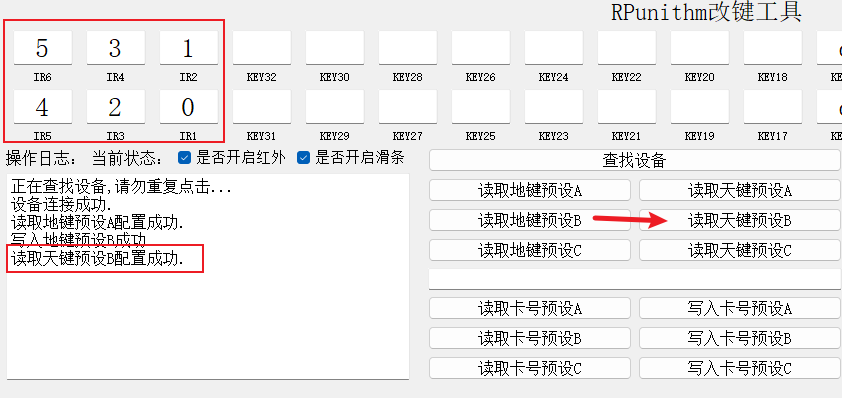 RPunithm改键工具
5 3 1
IR6 IR4 IR2 KEY32 KEY30 KEY28 KEY26 KEY24 KEY22 KEY20 KEY18
4 2 0
IR5 IR3 IR1 KEY31 KEY29 KEY27 KEY25 KEY23 KEY21 KEY19 KEY17
操作日志: 当前状态: 是否开启红外 是否开启滑条
正在查找设备,请勿重复点击...
设备连接成功.
读取地键预设A配置成功.
写入地键预设B成功
读取天键预设B配置成功.
查找设备
读取地键预设A 读取天键预设A
读取地键预设B 读取天键预设B
读取地键预设C 读取天键预设C
读取卡号预设A 写入卡号预设A
读取卡号预设B 写入卡号预设B
读取卡号预设C 写入卡号预设C